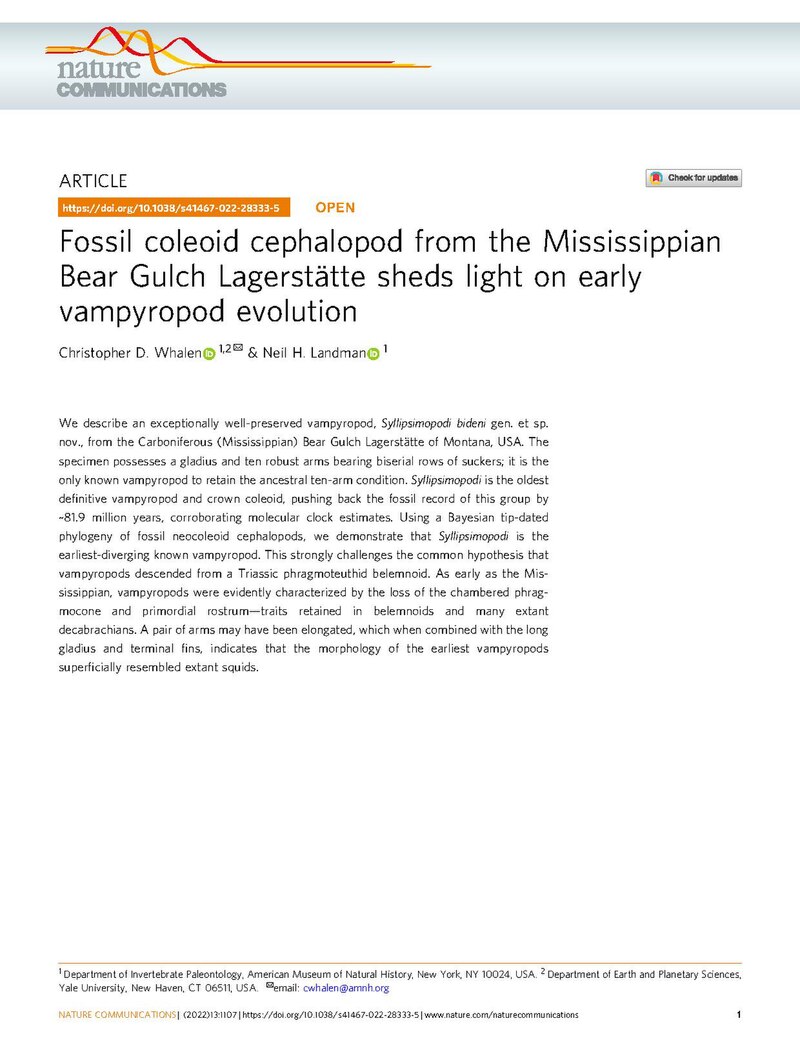 nature
COMMUNICATIONS
ARTICLE
Check for updates
https://doi.org/10.1038/s41467-022-28333-5
OPEN
Fossil coleoid cephalopod from the Mississippian
Bear Gulch Lagerstätte sheds light on early
vampyropod evolution
Christopher D. Whalen 1,2✉ & Neil H. Landman 1
We describe an exceptionally well-preserved vampyropod, Syllipsimopodi bideni gen. et sp.
nov., from the Carboniferous (Mississippian) Bear Gulch Lagerstätte of Montana, USA. The
specimen possesses a gladius and ten robust arms bearing biserial rows of suckers; it is the
only known vampyropod to retain the ancestral ten-arm condition. Syllipsimopodi is the oldest
definitive vampyropod and crown coleoid, pushing back the fossil record of this group by
~81.9 million years, corroborating molecular clock estimates. Using a Bayesian tip-dated
phylogeny of fossil neocoleoid cephalopods, we demonstrate that Syllipsimopodi is the
earliest-diverging known vampyropod. This strongly challenges the common hypothesis that
vampyropods descended from a Triassic phragmoteuthid belemnoid. As early as the Mis-
sissippian, vampyropods were evidently characterized by the loss of the chambered phrag-
mocone and primordial rostrum—traits retained in belemnoids and many extant
decabrachians. A pair of arms may have been elongated, which when combined with the long
gladius and terminal fins, indicates that the morphology of the earliest vampyropods
superficially resembled extant squids.
1 Department of Invertebrate Paleontology, American Museum of Natural History, New York, NY 10024, USA. 2 Department of Earth and Planetary Sciences,
Yale University, New Haven, CT 06511, USA. ✉email: cwhalen@amnh.org
NATURE COMMUNICATIONS | (2022)13:1107 | https://doi.org/10.1038/s41467-022-28333-5 | www.nature.com/naturecommunications
1